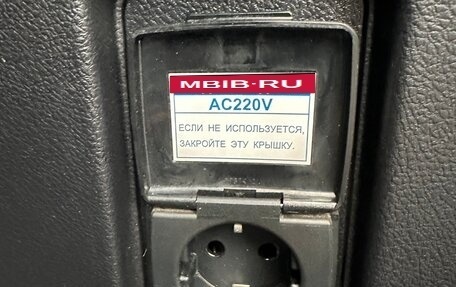 MBIB-RU
AC220V
ЕСЛИ НЕ ИСПОЛЬЗУЕТСЯ,
ЗАКРОЙТЕ ЭТУ КРЫШКУ.